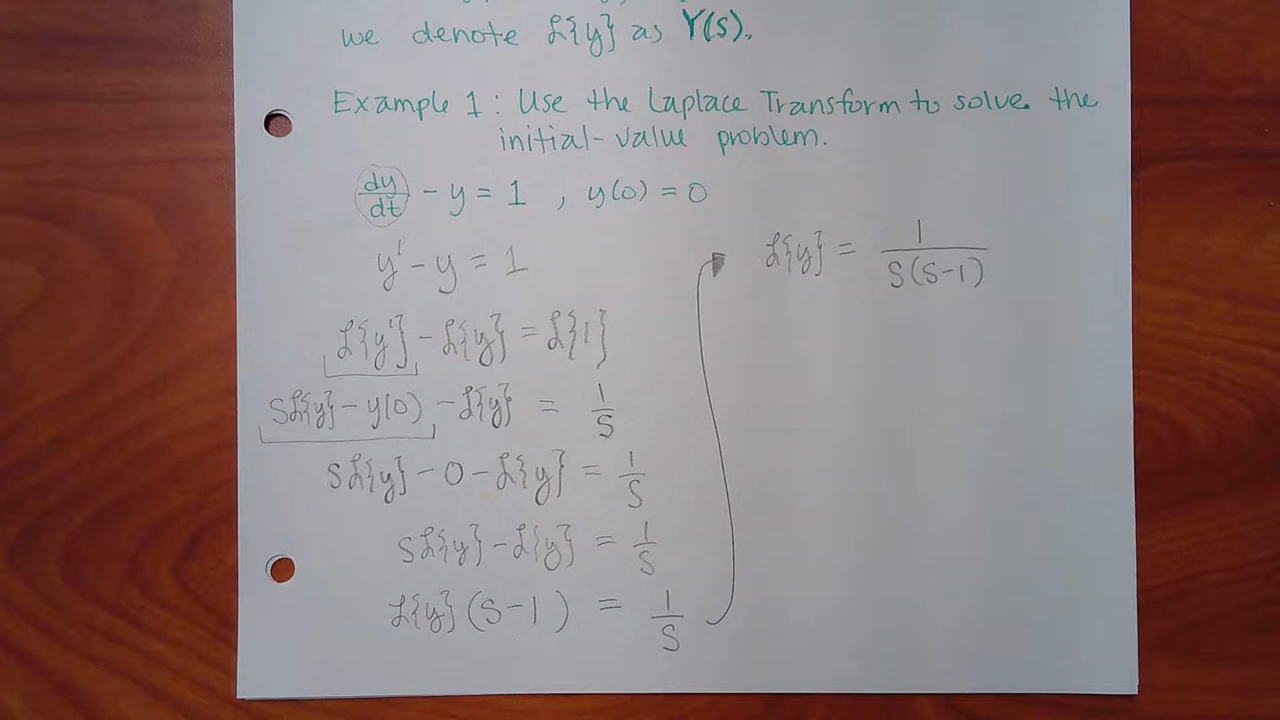 we denote ℒ{y} as Y(s).
Example 1: Use the Laplace Transform to solve the
initial-value problem.
dy/dt - y = 1 , y(0) = 0
y' - y = 1
ℒ{y'} - ℒ{y} = ℒ{1}
sℒ{y} - y(0) - ℒ{y} = 1/s
sℒ{y} - 0 - ℒ{y} = 1/s
sℒ{y} - ℒ{y} = 1/s
ℒ{y}(s-1) = 1/s
ℒ{y} = 1/(s(s-1))